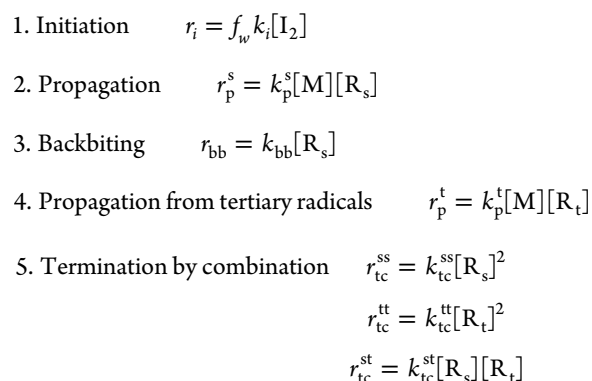 1. Initiation r_i = f_w k_i[I₂]
2. Propagation r_p^s = k_p^s[M][R_s]
3. Backbiting r_bb = k_bb[R_s]
4. Propagation from tertiary radicals r_p^t = k_p^t[M][R_t]
5. Termination by combination r_tc^ss = k_tc^ss[R_s]²
r_tc^tt = k_tc^tt[R_t]²
r_tc^st = k_tc^st[R_s][R_t]